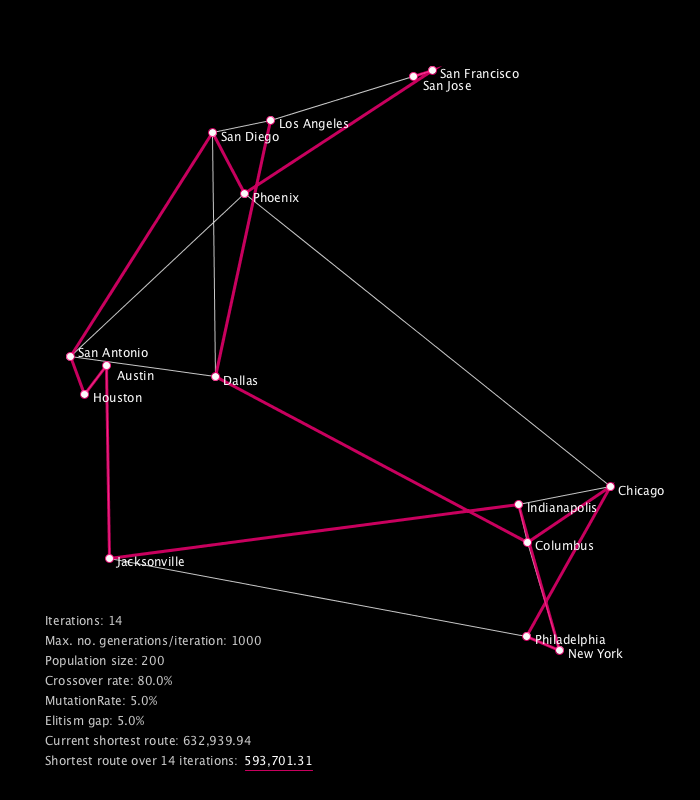 San Francisco
San Jose
Los Angeles
San Diego
Phoenix
San Antonio
Austin
Dallas
Houston
Chicago
Indianapolis
Columbus
Jacksonville
Philadelphia
New York
Iterations: 14
Max. no. generations/iteration: 1000
Population size: 200
Crossover rate: 80.0%
MutationRate: 5.0%
Elitism gap: 5.0%
Current shortest route: 632,939.94
Shortest route over 14 iterations: 593,701.31